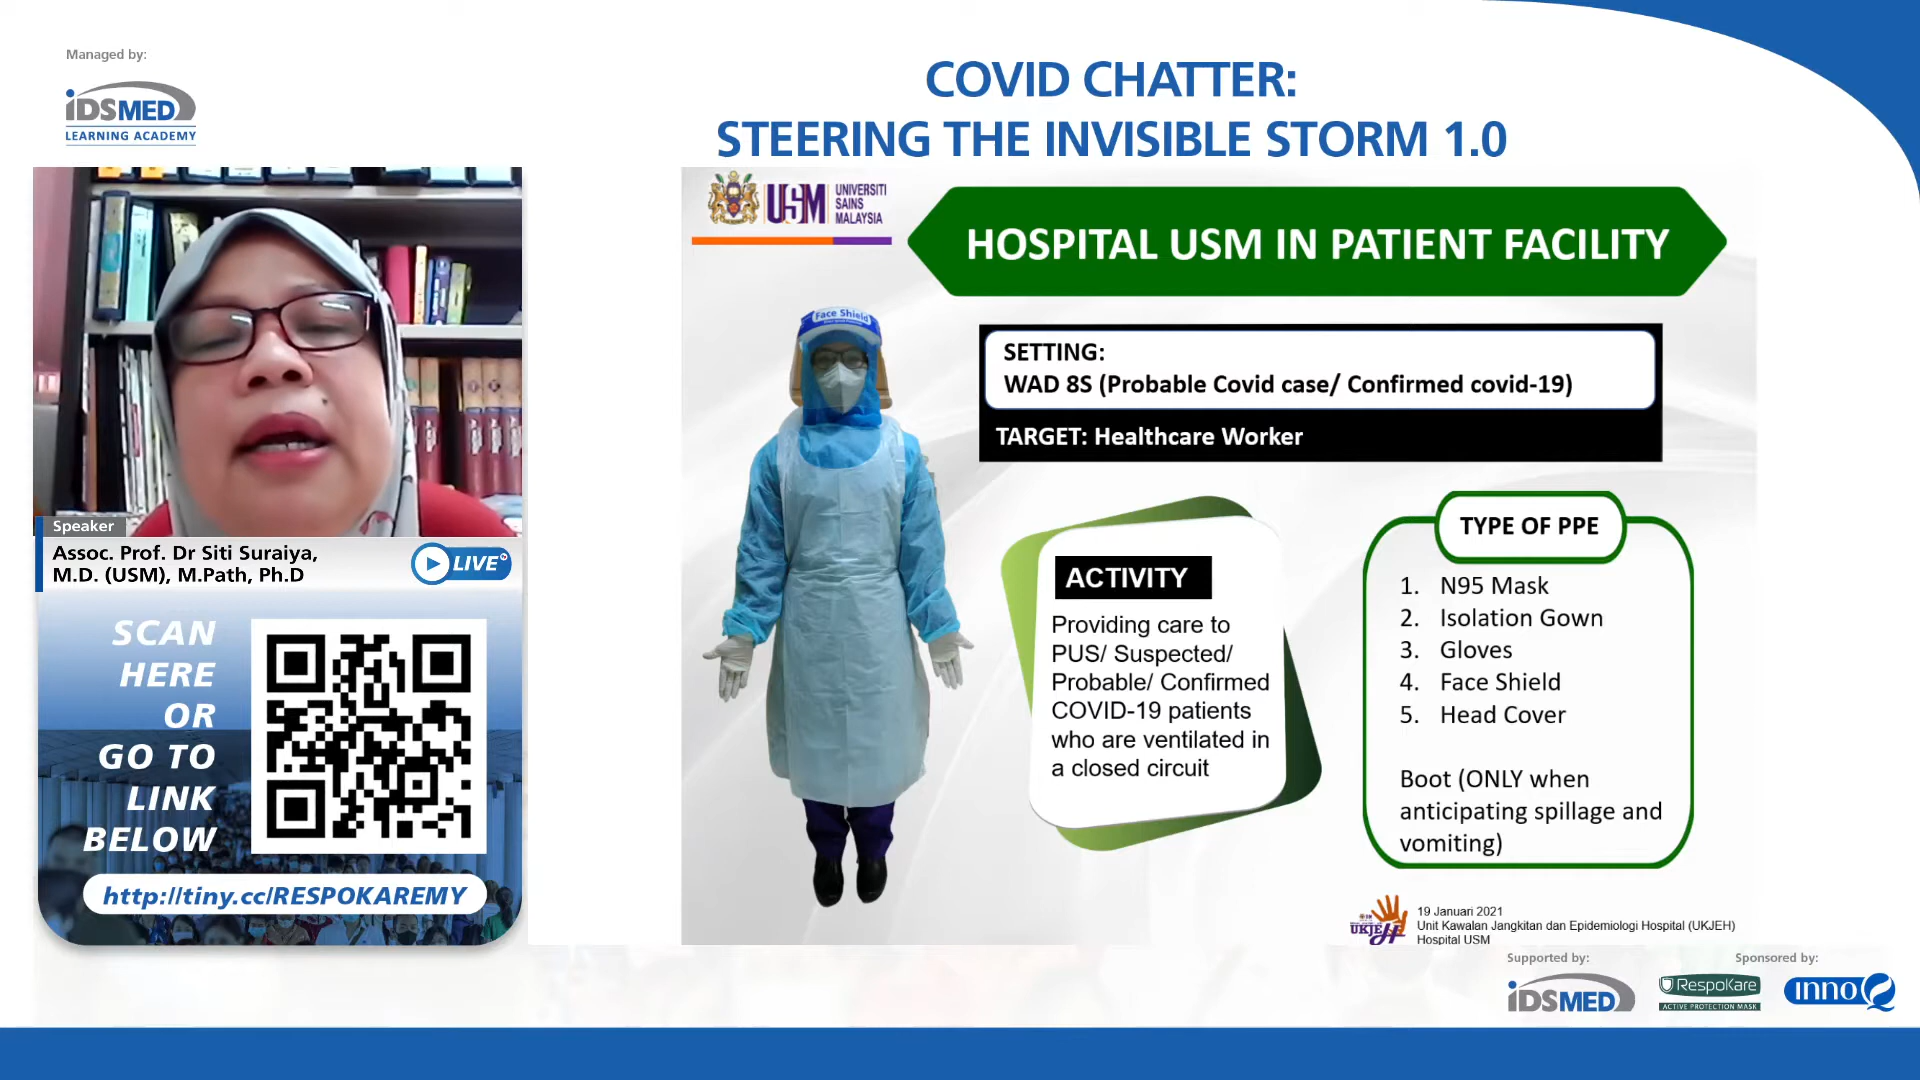 Managed by:
iDSMED
LEARNING ACADEMY
COVID CHATTER:
STEERING THE INVISIBLE STORM 1.0
Speaker
Assoc. Prof. Dr Siti Suraiya,
M.D. (USM), M.Path, Ph.D
LIVE
SCAN
HERE
OR
GO TO
LINK
BELOW
http://tiny.cc/RESPOKAREMY
USM
UNIVERSITI
SAINS
MALAYSIA
HOSPITAL USM IN PATIENT FACILITY
Face Shield
SETTING:
WAD 8S (Probable Covid case/ Confirmed covid-19)
TARGET: Healthcare Worker
ACTIVITY
Providing care to
PUS/ Suspected/
Probable/ Confirmed
COVID-19 patients
who are ventilated in
a closed circuit
TYPE OF PPE
1. N95 Mask
2. Isolation Gown
3. Gloves
4. Face Shield
5. Head Cover
Boot (ONLY when
anticipating spillage and
vomiting)
UKJEH
19 Januari 2021
Unit Kawalan Jangkitan dan Epidemiologi Hospital (UKJEH)
Hospital USM
Supported by:
iDSMED
Sponsored by:
RespoKare
ACTIVE PROTECTION MASK
InnoQ